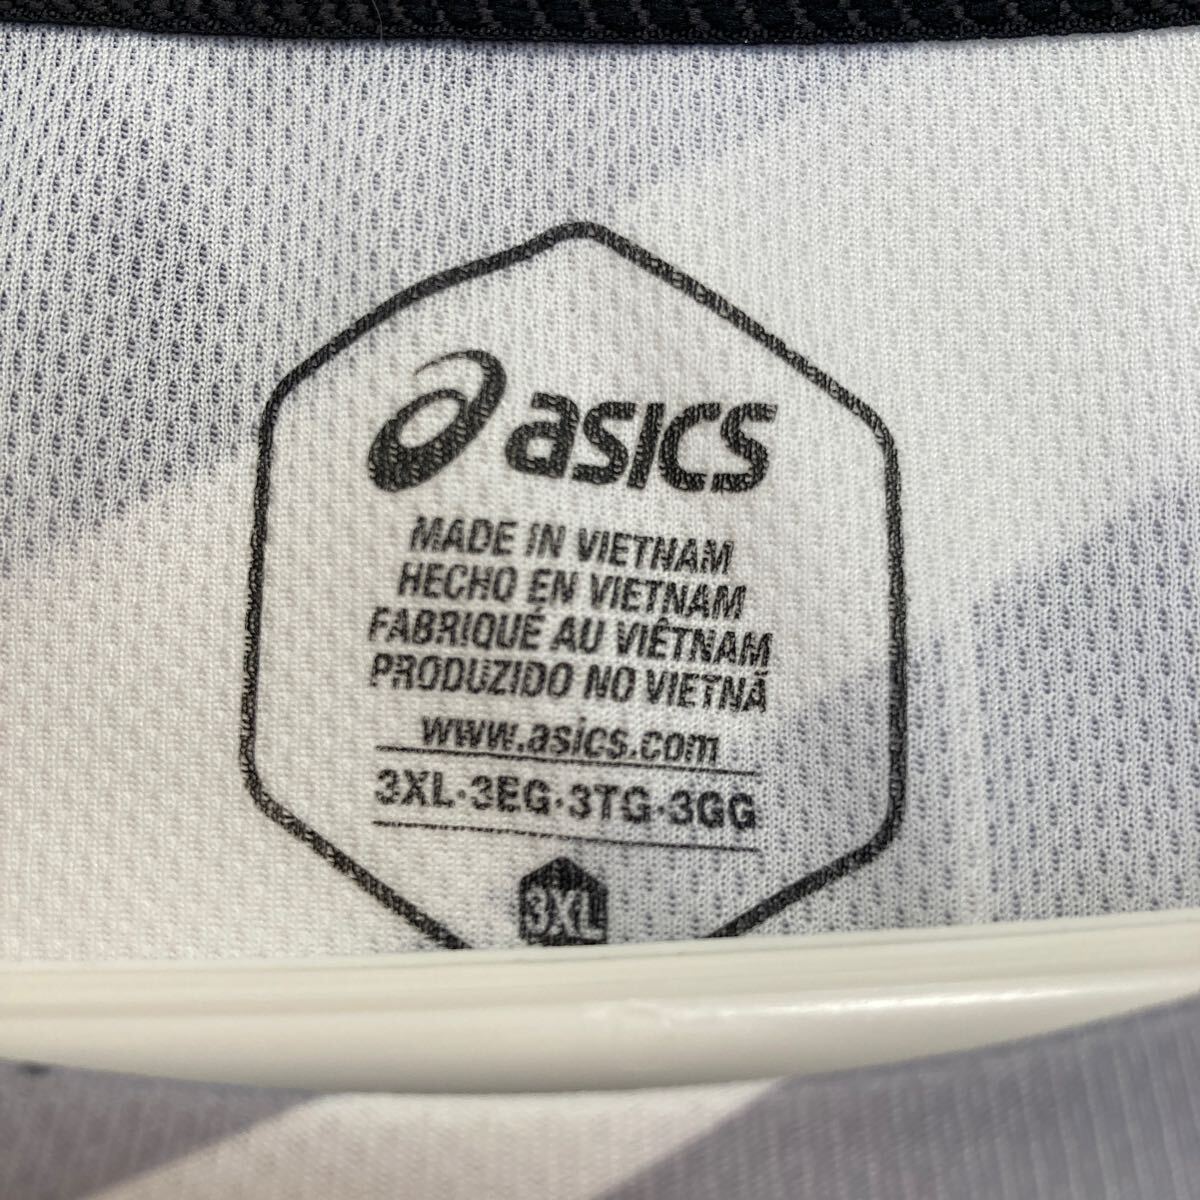 asics
MADE IN VIETNAM
HECHO EN VIETNAM
FABRIQUÉ AU VIÊTNAM
PRODUZIDO NO VIETNÃ
www.asics.com
3XL·3EG·3TG·3GG
3XL